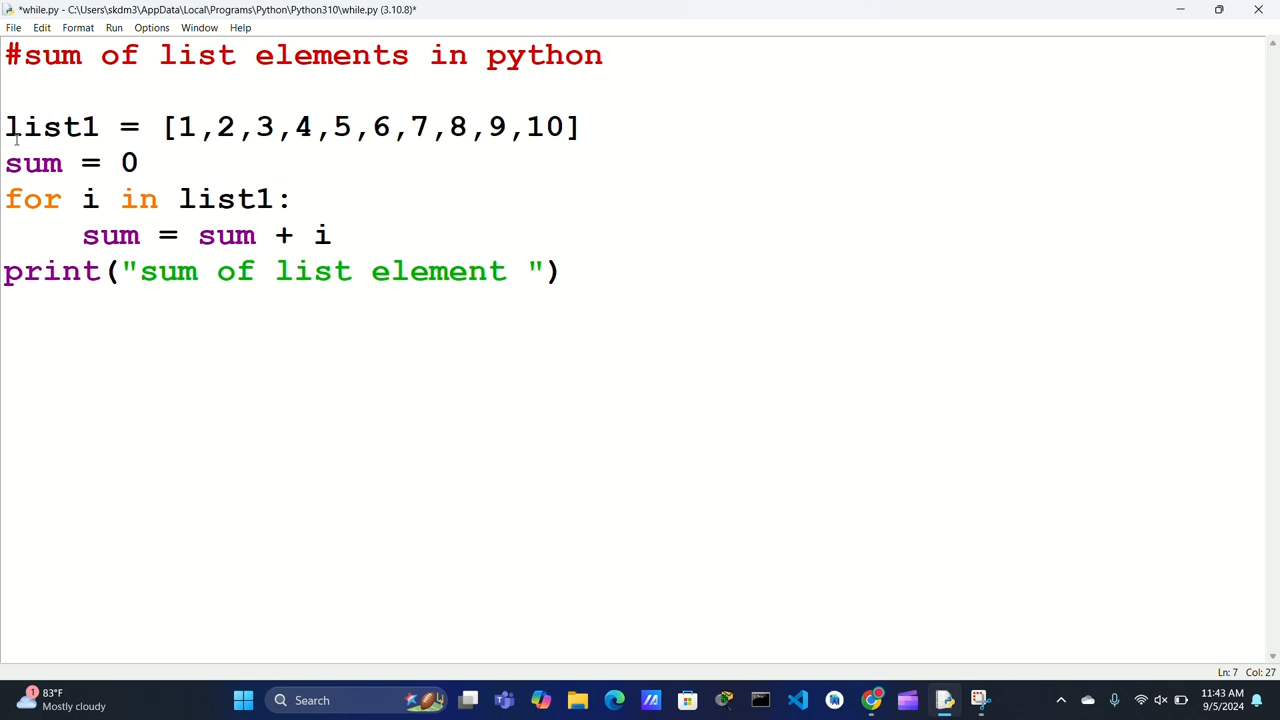 *while.py - C:\Users\skdm3\AppData\Local\Programs\Python\Python310\while.py (3.10.8)*
File Edit Format Run Options Window Help
#sum of list elements in python
list1 = [1,2,3,4,5,6,7,8,9,10]
sum = 0
for i in list1:
    sum = sum + i
print("sum of list element ")
Ln: 7 Col: 27
1
83°F
Mostly cloudy
Search
11:43 AM
9/5/2024